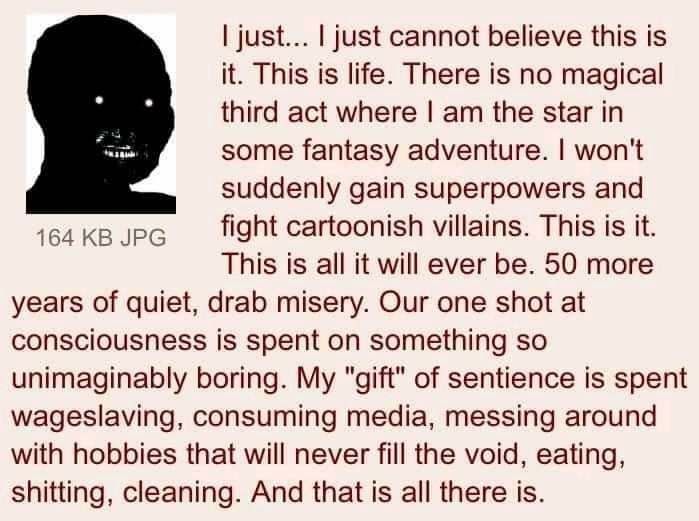 I just... I just cannot believe this is
it. This is life. There is no magical
third act where I am the star in
some fantasy adventure. I won't
suddenly gain superpowers and
fight cartoonish villains. This is it.
This is all it will ever be. 50 more
years of quiet, drab misery. Our one shot at
consciousness is spent on something so
unimaginably boring. My "gift" of sentience is spent
wageslaving, consuming media, messing around
with hobbies that will never fill the void, eating,
shitting, cleaning. And that is all there is.
164 KB JPG